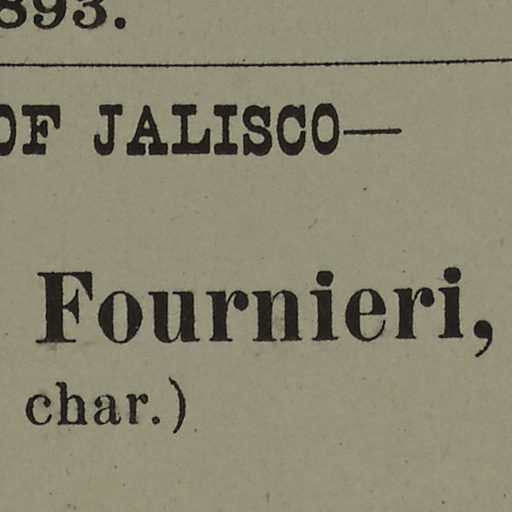 893.
OF JALISCO—
Fournieri,
char.)